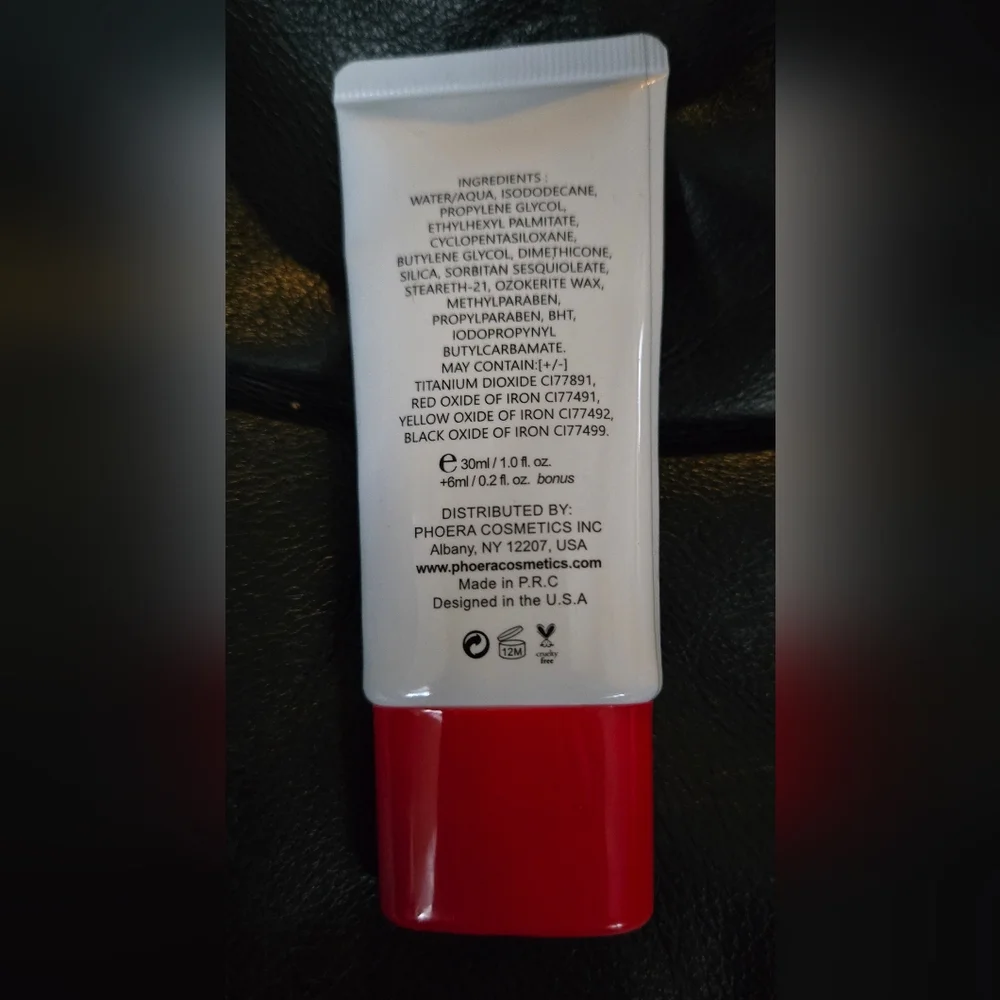 INGREDIENTS :
WATER/AQUA, ISODODECANE,
PROPYLENE GLYCOL,
ETHYLHEXYL PALMITATE,
CYCLOPENTASILOXANE,
BUTYLENE GLYCOL, DIMETHICONE,
SILICA, SORBITAN SESQUIOLEATE,
STEARETH-21, OZOKERITE WAX,
METHYLPARABEN,
PROPYLPARABEN, BHT,
IODOPROPYNYL
BUTYLCARBAMATE.
MAY CONTAIN:[+/-]
TITANIUM DIOXIDE CI77891,
RED OXIDE OF IRON CI77491,
YELLOW OXIDE OF IRON CI77492,
BLACK OXIDE OF IRON CI77499.
e 30ml / 1.0 fl. oz.
+6ml / 0.2 fl. oz. bonus
DISTRIBUTED BY:
PHOERA COSMETICS INC
Albany, NY 12207, USA
www.phoeracosmetics.com
Made in P.R.C
Designed in the U.S.A
12M
cruelty
free